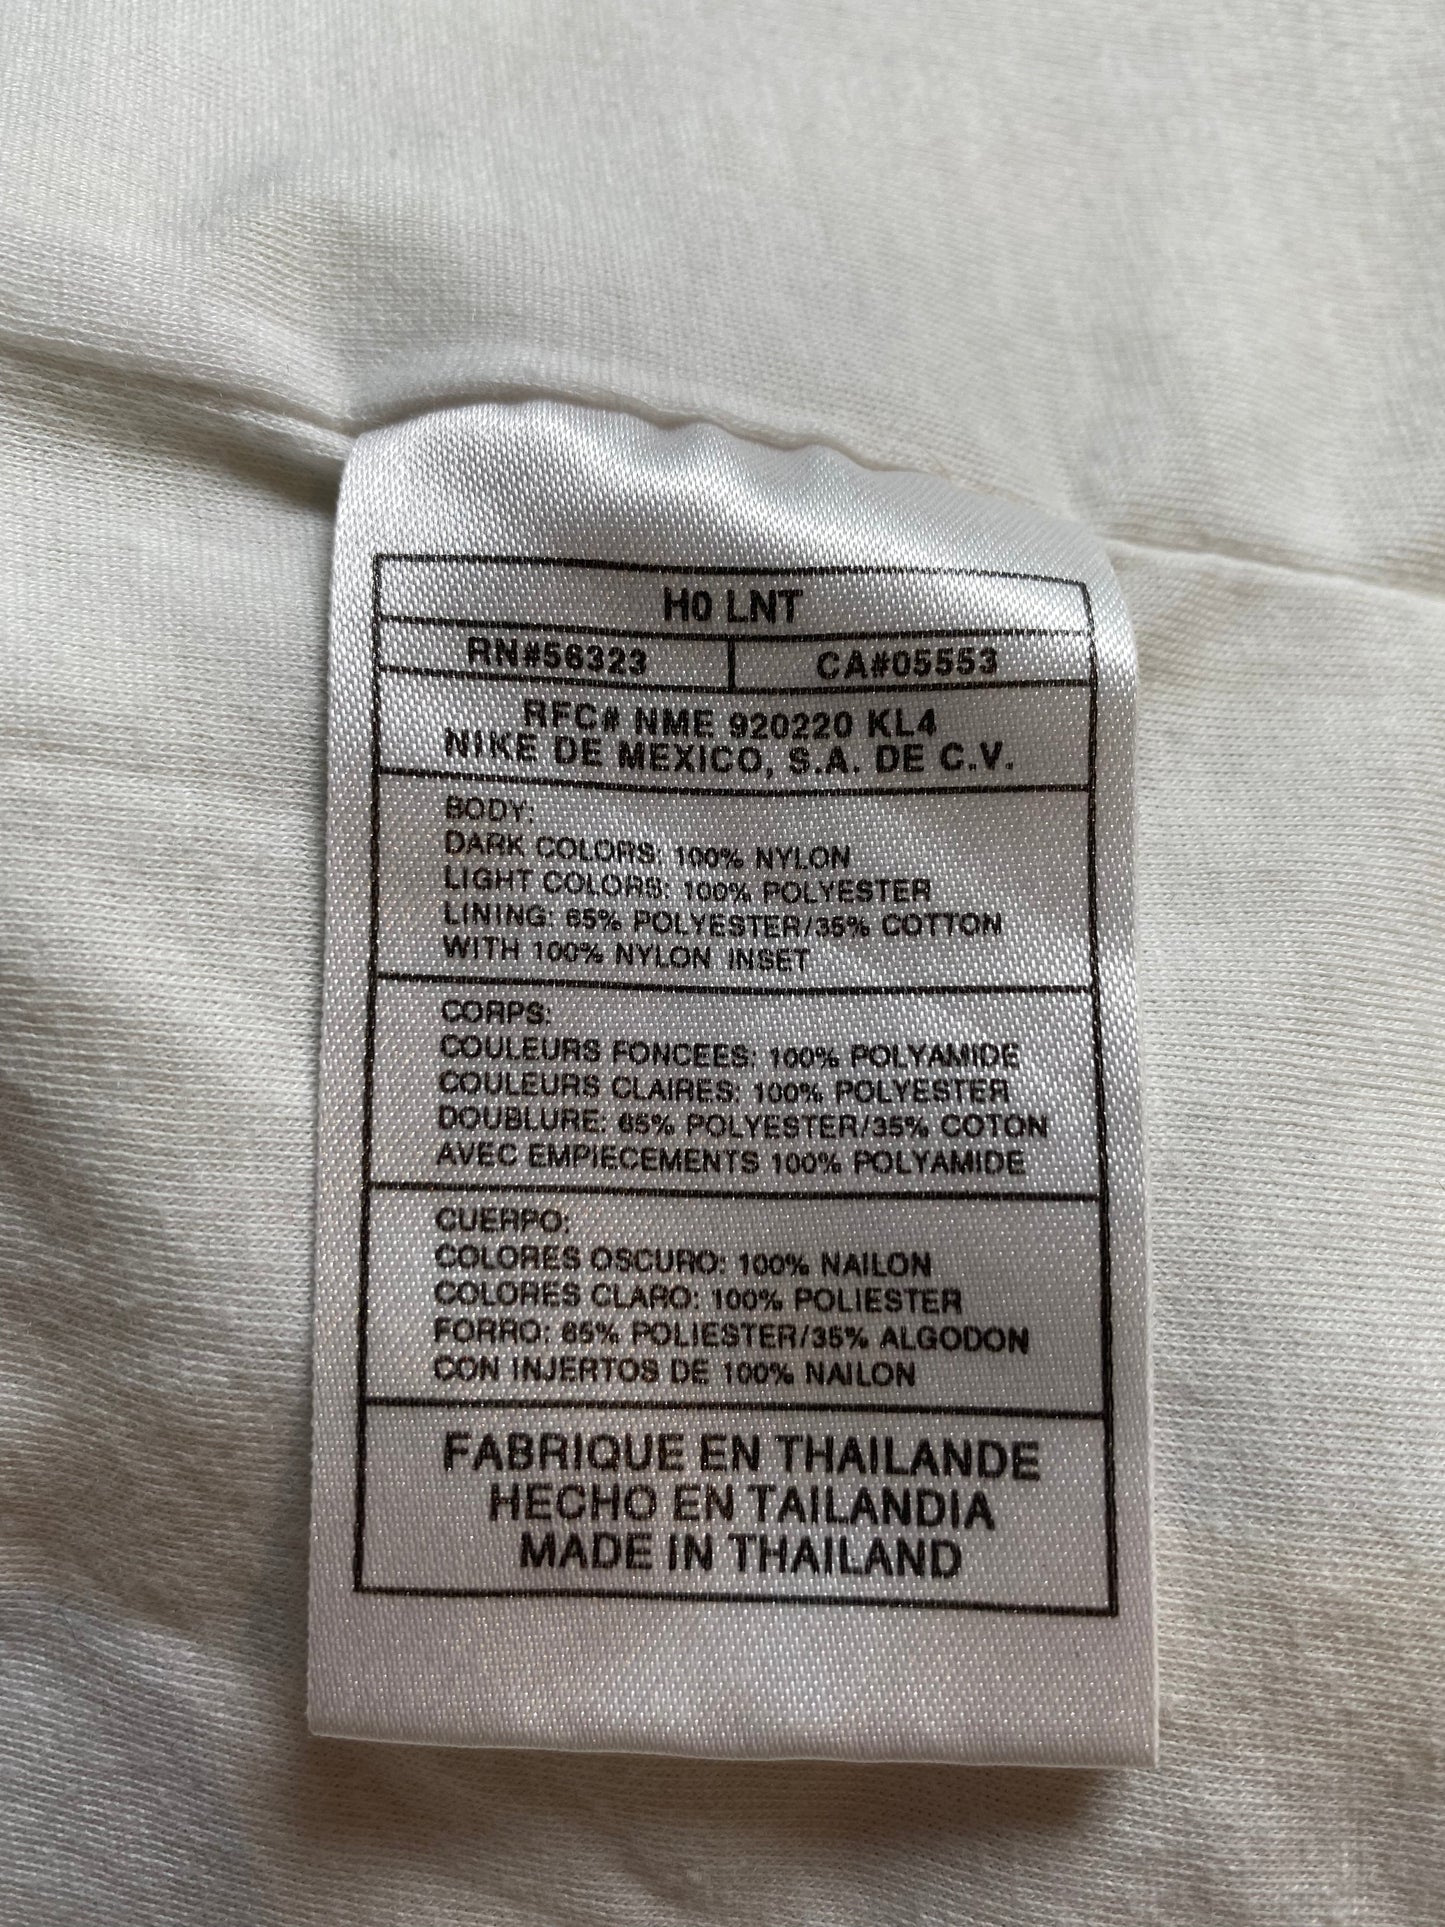 H0 LNT
RN#56323 CA#05553
RFC# NME 920220 KL4
NIKE DE MEXICO, S.A. DE C.V.
BODY:
DARK COLORS: 100% NYLON
LIGHT COLORS: 100% POLYESTER
LINING: 65% POLYESTER/35% COTTON
WITH 100% NYLON INSET
CORPS:
COULEURS FONCEES: 100% POLYAMIDE
COULEURS CLAIRES: 100% POLYESTER
DOUBLURE: 65% POLYESTER/35% COTON
AVEC EMPIECEMENTS 100% POLYAMIDE
CUERPO:
COLORES OSCURO: 100% NAILON
COLORES CLARO: 100% POLIESTER
FORRO: 65% POLIESTER/35% ALGODON
CON INJERTOS DE 100% NAILON
FABRIQUE EN THAILANDE
HECHO EN TAILANDIA
MADE IN THAILAND